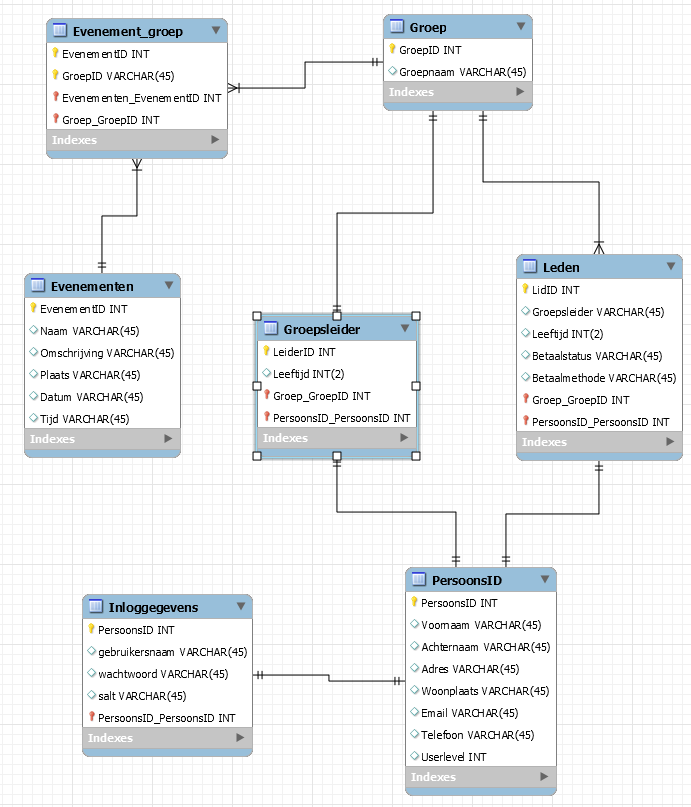 Evenement_groep
EvenementID INT
GroepID VARCHAR(45)
Evenementen_EvenementID INT
Groep_GroepID INT
Indexes
Groep
GroepID INT
Groepnaam VARCHAR(45)
Indexes
Evenementen
EvenementID INT
Naam VARCHAR(45)
Omschrijving VARCHAR(45)
Plaats VARCHAR(45)
Datum VARCHAR(45)
Tijd VARCHAR(45)
Indexes
Groepsleider
LeiderID INT
Leeftijd INT(2)
Groep_GroepID INT
PersoonsID_PersoonsID INT
Indexes
Leden
LidID INT
Groepsleider VARCHAR(45)
Leeftijd INT(2)
Betaalstatus VARCHAR(45)
Betaalmethode VARCHAR(45)
Groep_GroepID INT
PersoonsID_PersoonsID INT
Indexes
Inloggegevens
PersoonsID INT
gebruikersnaam VARCHAR(45)
wachtwoord VARCHAR(45)
salt VARCHAR(45)
PersoonsID_PersoonsID INT
Indexes
PersoonsID
PersoonsID INT
Voornaam VARCHAR(45)
Achternaam VARCHAR(45)
Adres VARCHAR(45)
Woonplaats VARCHAR(45)
Email VARCHAR(45)
Telefoon VARCHAR(45)
Userlevel INT
Indexes